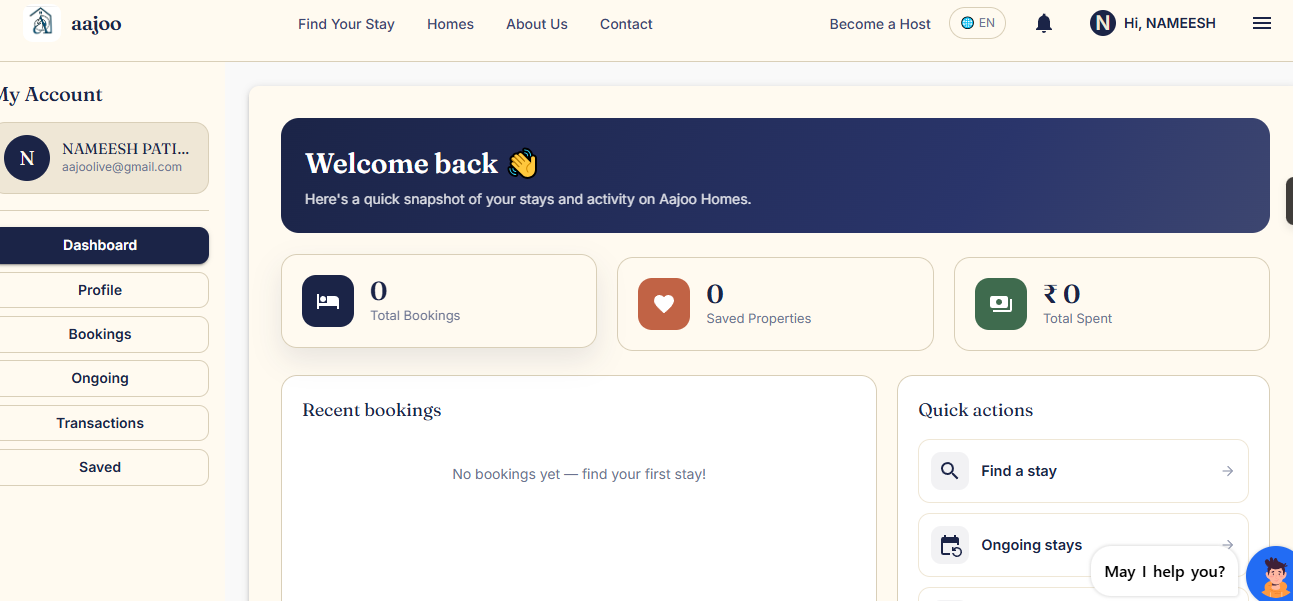 aajoo
Find Your Stay
Homes
About Us
Contact
Become a Host
EN
N
Hi, NAMEESH
My Account
N
NAMEESH PATI...
aajoolive@gmail.com
Dashboard
Profile
Bookings
Ongoing
Transactions
Saved
Welcome back 👋
Here's a quick snapshot of your stays and activity on Aajoo Homes.
0
Total Bookings
0
Saved Properties
₹ 0
Total Spent
Recent bookings
No bookings yet — find your first stay!
Quick actions
Find a stay
Ongoing stays
May I help you?